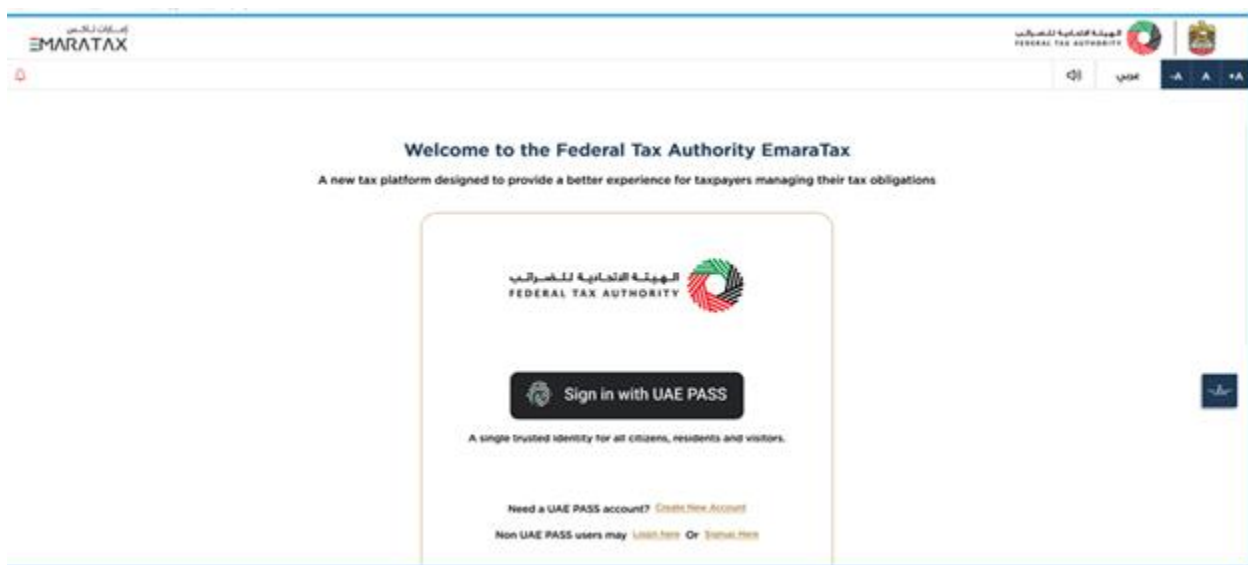 إمـــارات تـاكـــس
EMARATAX
الهيئة الاتحادية للضرائب
FEDERAL TAX AUTHORITY
عربي
-A A +A
Welcome to the Federal Tax Authority EmaraTax
A new tax platform designed to provide a better experience for taxpayers managing their tax obligations
الهيئة الاتحادية للضرائب
FEDERAL TAX AUTHORITY
Sign in with UAE PASS
A single trusted identity for all citizens, residents and visitors.
Need a UAE PASS account? Create New Account
Non UAE PASS users may Login here Or Signup Here